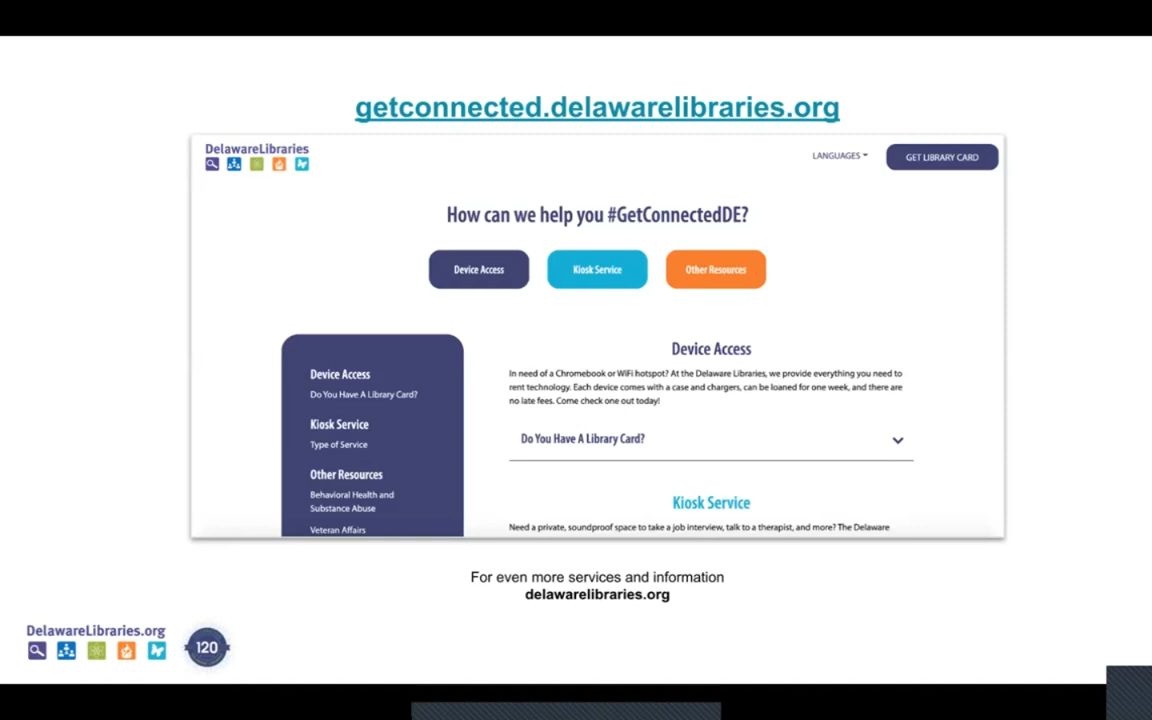 getconnected.delawarelibraries.org
DelawareLibraries
LANGUAGES
GET LIBRARY CARD
How can we help you #GetConnectedDE?
Device Access
Kiosk Service
Other Resources
Device Access
Do You Have A Library Card?
Kiosk Service
Type of Service
Other Resources
Behavioral Health and
Substance Abuse
Veteran Affairs
Device Access
In need of a Chromebook or WiFi hotspot? At the Delaware Libraries, we provide everything you need to
rent technology. Each device comes with a case and chargers, can be loaned for one week, and there are
no late fees. Come check one out today!
Do You Have A Library Card?
Kiosk Service
Need a private, soundproof space to take a job interview, talk to a therapist, and more? The Delaware
For even more services and information
delawarelibraries.org
DelawareLibraries.org
120